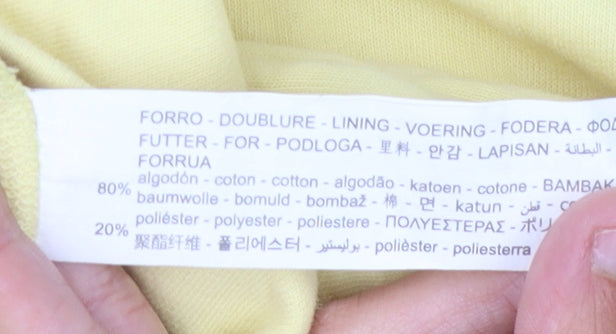 FORRO - DOUBLURE - LINING - VOERING - FODERA -
FUTTER - FOR - PODLOGA - 里料 - 안감 - LAPISAN - البطانة -
FORRUA
80% algodón - coton - cotton - algodão - katoen - cotone - BAMBAK
baumwolle - bomuld - bombaž - 棉 - 면 - katun - قطن -
20% poliéster - polyester - poliestere - ΠΟΛΥΕΣΤΕΡΑΣ -
聚酯纤维 - 폴리에스터 - بوليستير - polièster - poliesterra